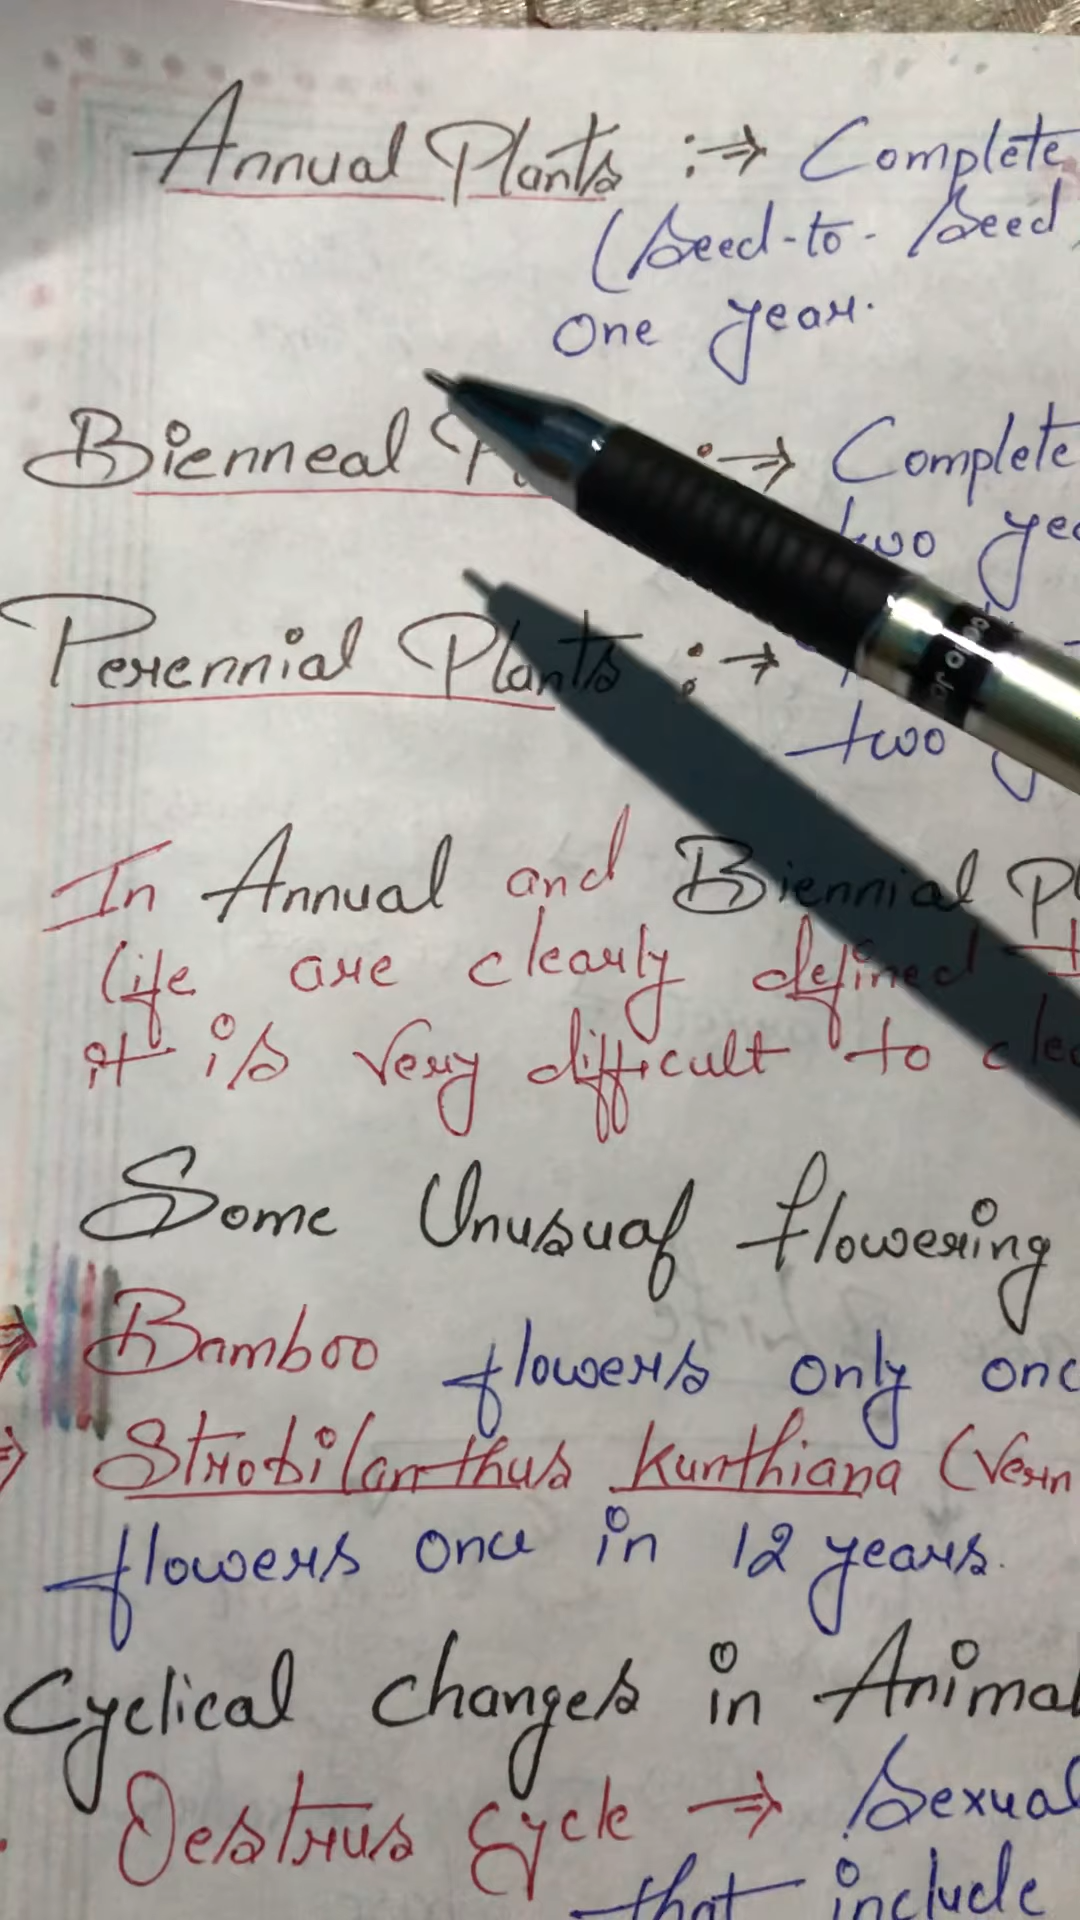 Annual Plants :→ Complete
(Seed-to-Seed
One year.
Bienneal :→ Complete
two
Perennial Plants :→
two
In Annual and Biennial
life are clearly defined
it is very difficult to
Some Unusual flowering
⇒ Bamboo flowers only
⇒ Strobilanthus kunthiana
flowers once in 12 years.
Cyclical changes in
Oestrus Cycle ⇒ Sexual
that include